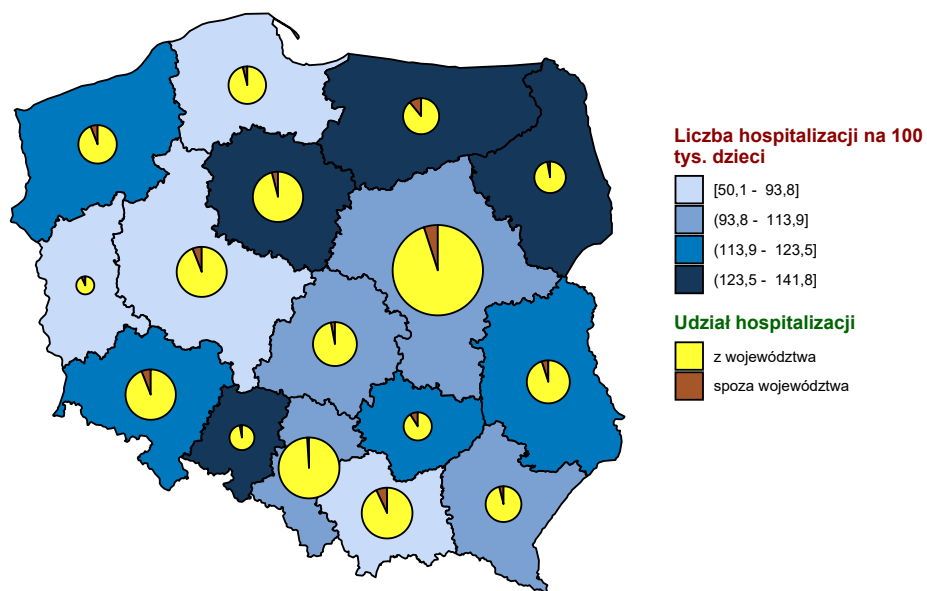 Liczba hospitalizacji na 100
tys. dzieci
[50,1 - 93,8]
(93,8 - 113,9]
(113,9 - 123,5]
(123,5 - 141,8]
Udział hospitalizacji
z województwa
spoza województwa